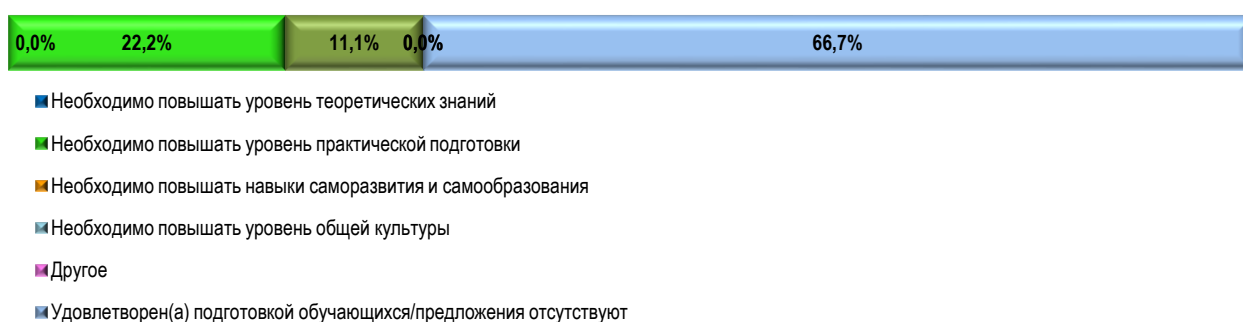 0,0% 22,2% 11,1% 0,0% 66,7%
Необходимо повышать уровень теоретических знаний
Необходимо повышать уровень практической подготовки
Необходимо повышать навыки саморазвития и самообразования
Необходимо повышать уровень общей культуры
Другое
Удовлетворен(а) подготовкой обучающихся/предложения отсутствуют